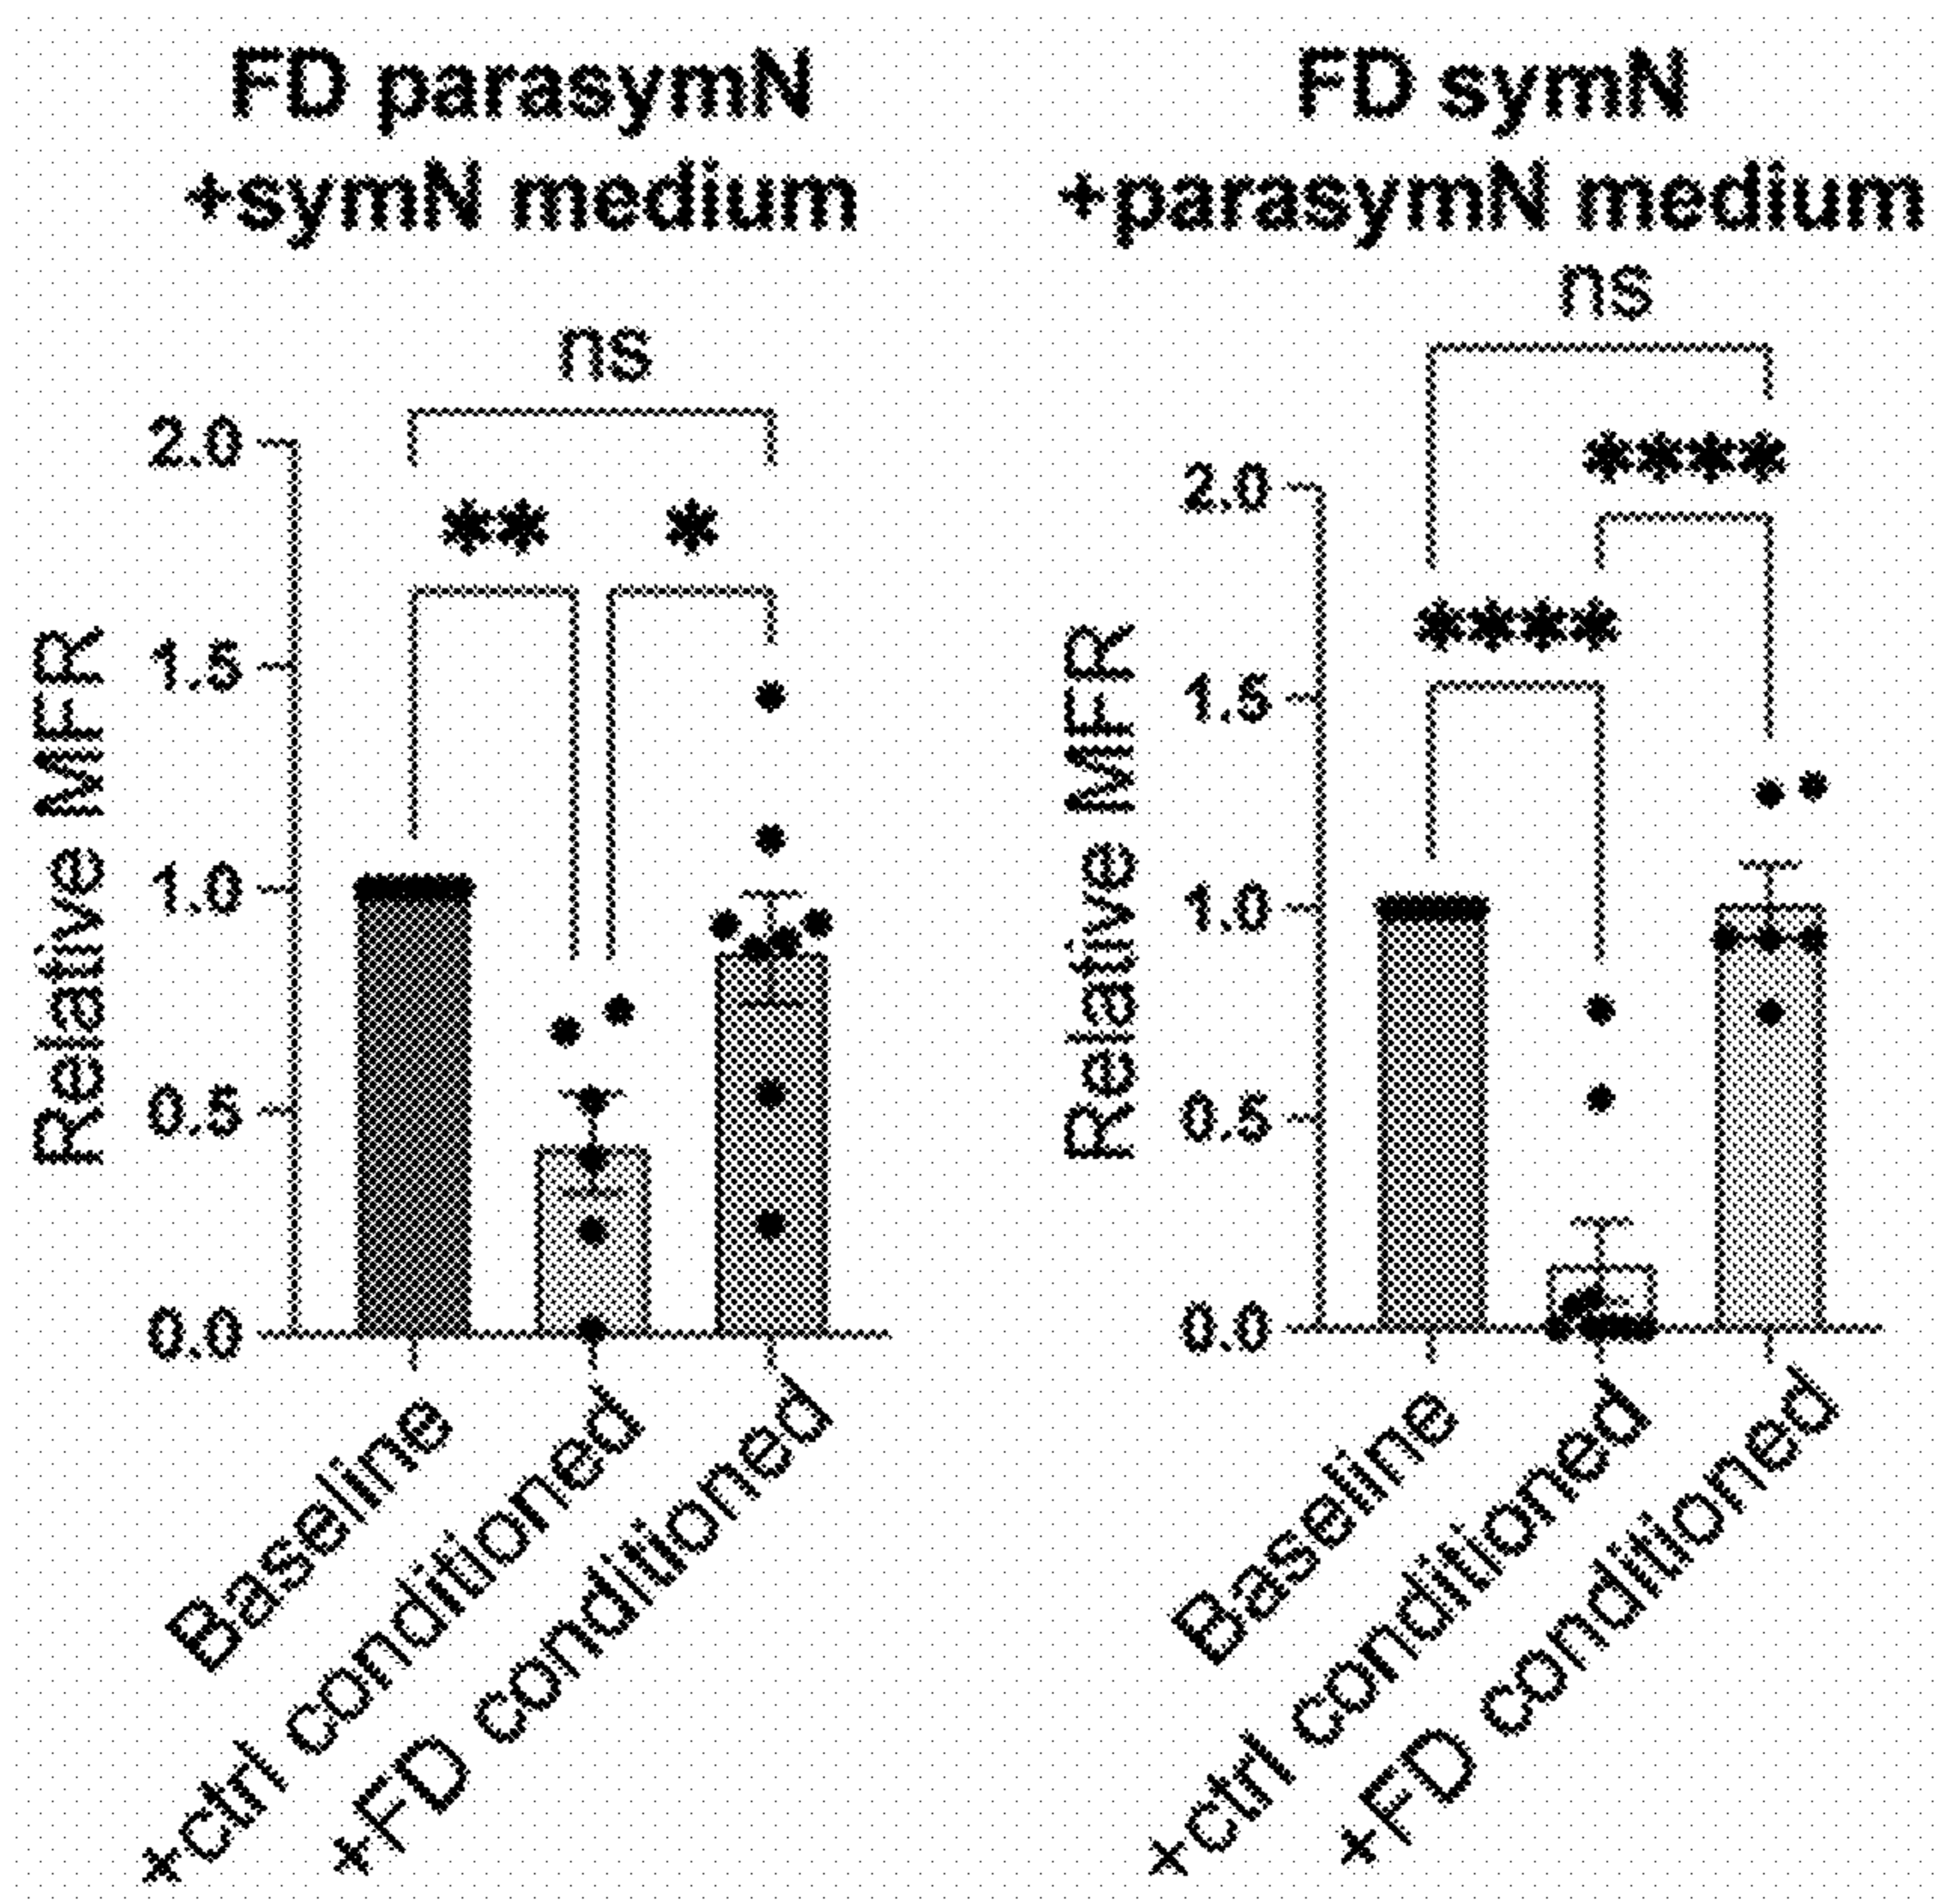 FD parasymN
+symN medium
ns
** *
2.0
1.5
1.0
0.5
0.0
Relative MFR
Baseline
+ctrl conditioned
+FD conditioned
FD symN
+parasymN medium
ns
****
****
2.0
1.5
1.0
0.5
0.0
Relative MFR
Baseline
+ctrl conditioned
+FD conditioned